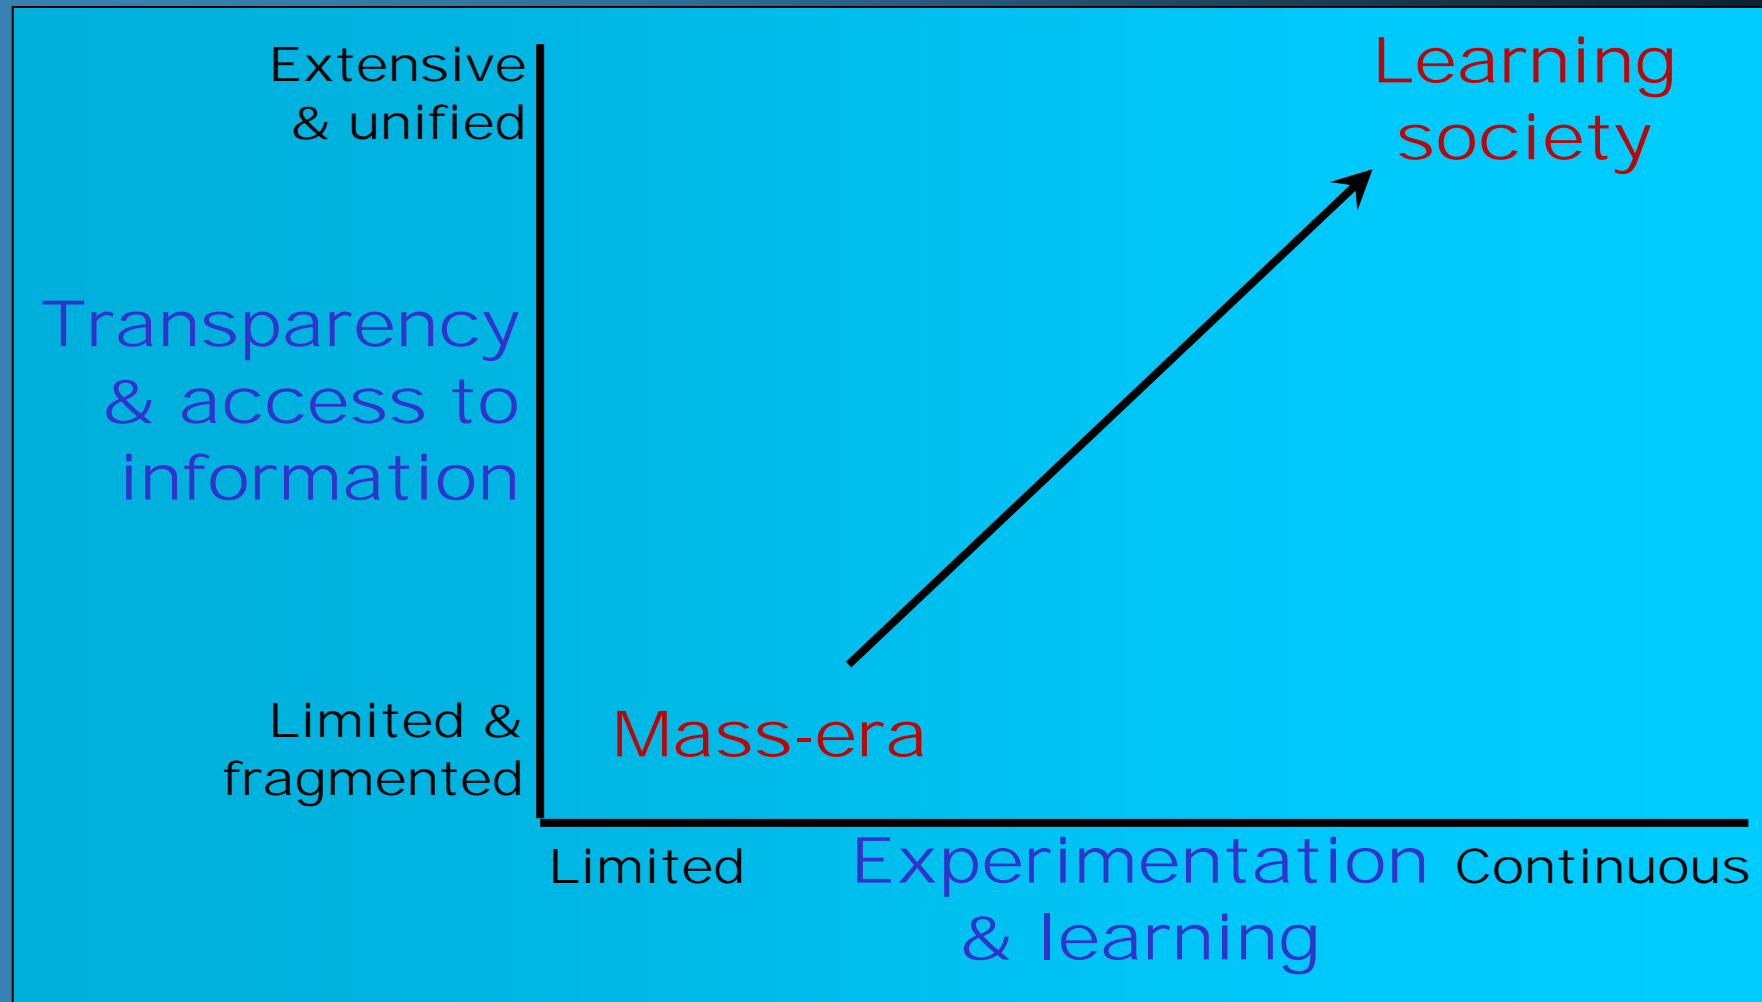 Extensive
& unified
Learning
society
Transparency
& access to
information
Limited &
fragmented
Mass-era
Limited
Experimentation
& learning
Continuous